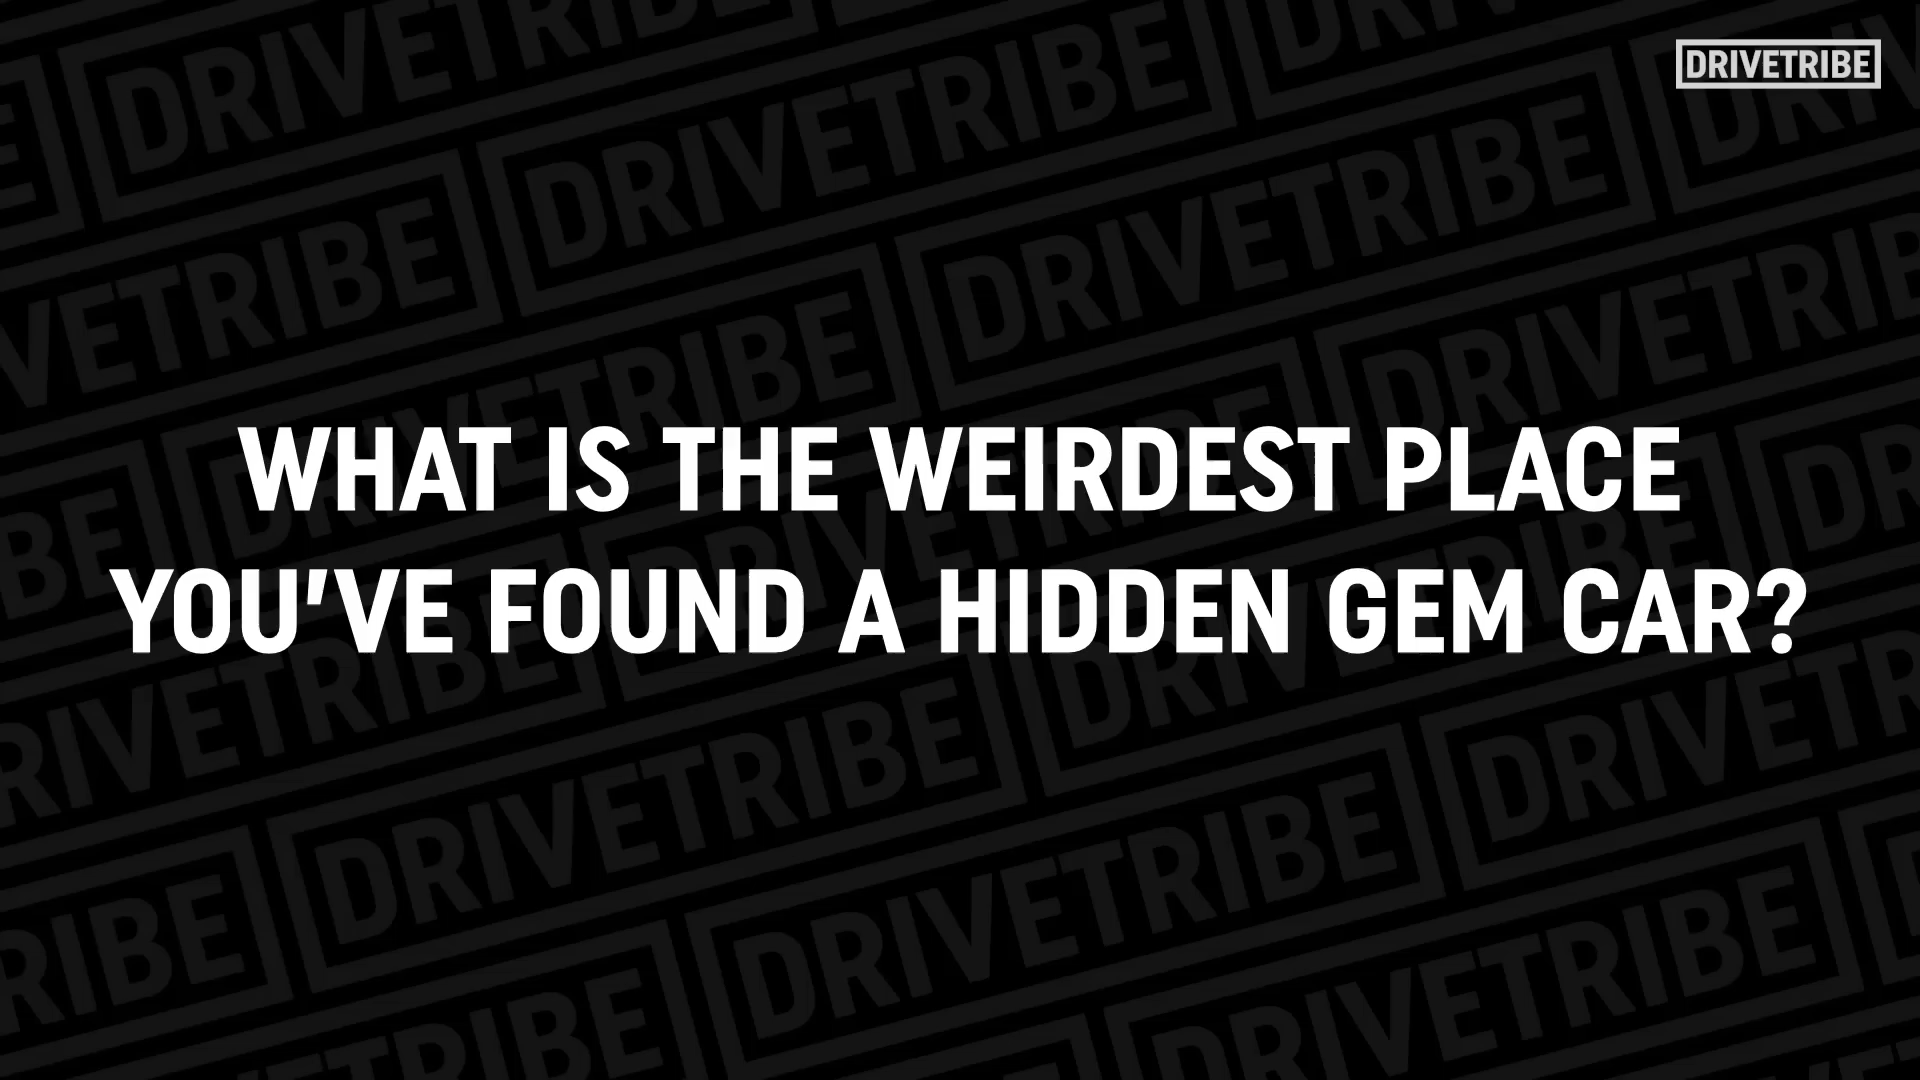 DRIVETRIBE
WHAT IS THE WEIRDEST PLACE
YOU'VE FOUND A HIDDEN GEM CAR?